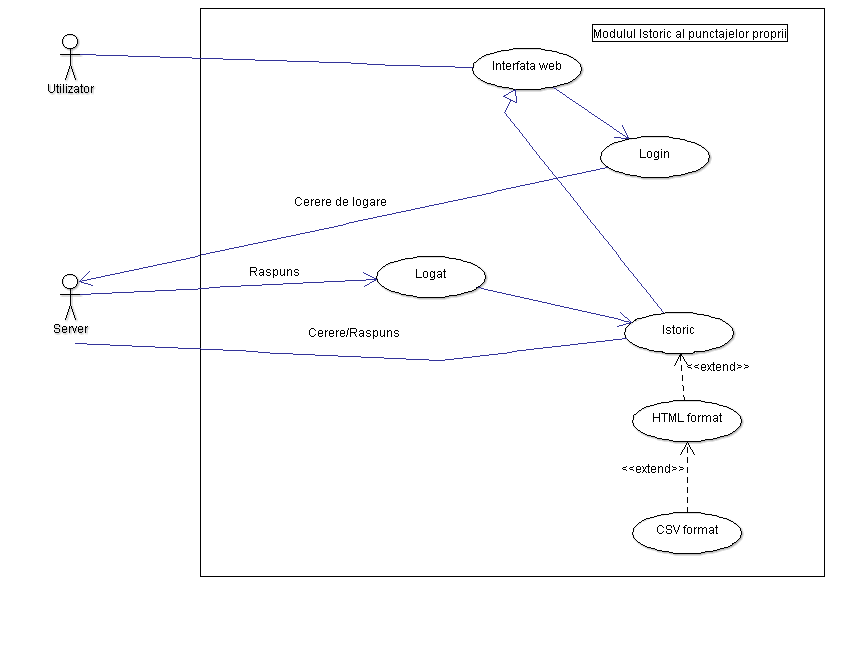 Modulul Istoric al punctajelor proprii
Interfata web
Utilizator
Login
Cerere de logare
Raspuns
Logat
Server
Cerere/Raspuns
Istoric
<<extend>>
HTML format
<<extend>>
CSV format